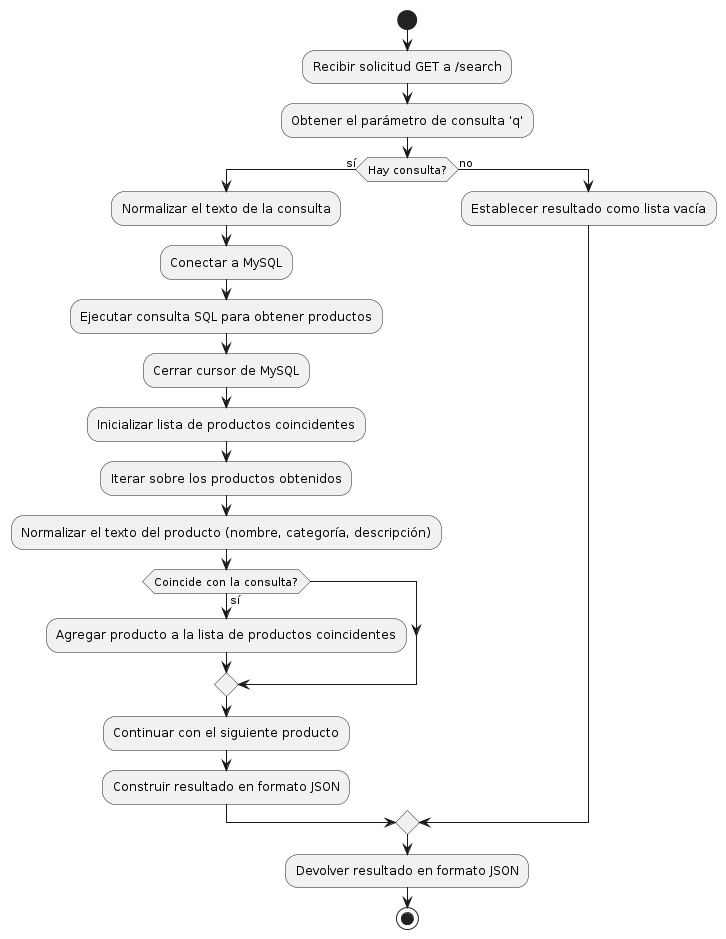 Recibir solicitud GET a /search
Obtener el parámetro de consulta 'q'
sí
Hay consulta?
no
Normalizar el texto de la consulta
Establecer resultado como lista vacía
Conectar a MySQL
Ejecutar consulta SQL para obtener productos
Cerrar cursor de MySQL
Inicializar lista de productos coincidentes
Iterar sobre los productos obtenidos
Normalizar el texto del producto (nombre, categoría, descripción)
Coincide con la consulta?
sí
Agregar producto a la lista de productos coincidentes
Continuar con el siguiente producto
Construir resultado en formato JSON
Devolver resultado en formato JSON